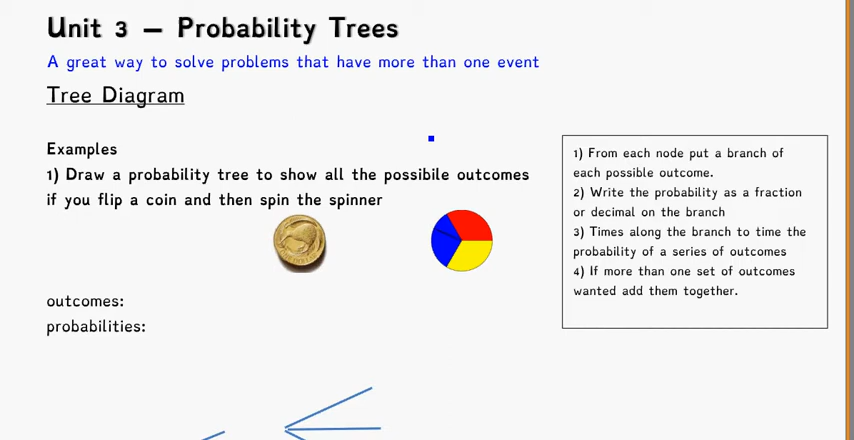 Unit 3 – Probability Trees
A great way to solve problems that have more than one event
Tree Diagram
Examples
1) Draw a probability tree to show all the possibile outcomes
if you flip a coin and then spin the spinner
outcomes:
probabilities:
1) From each node put a branch of
each possible outcome.
2) Write the probability as a fraction
or decimal on the branch
3) Times along the branch to time the
probability of a series of outcomes
4) If more than one set of outcomes
wanted add them together.